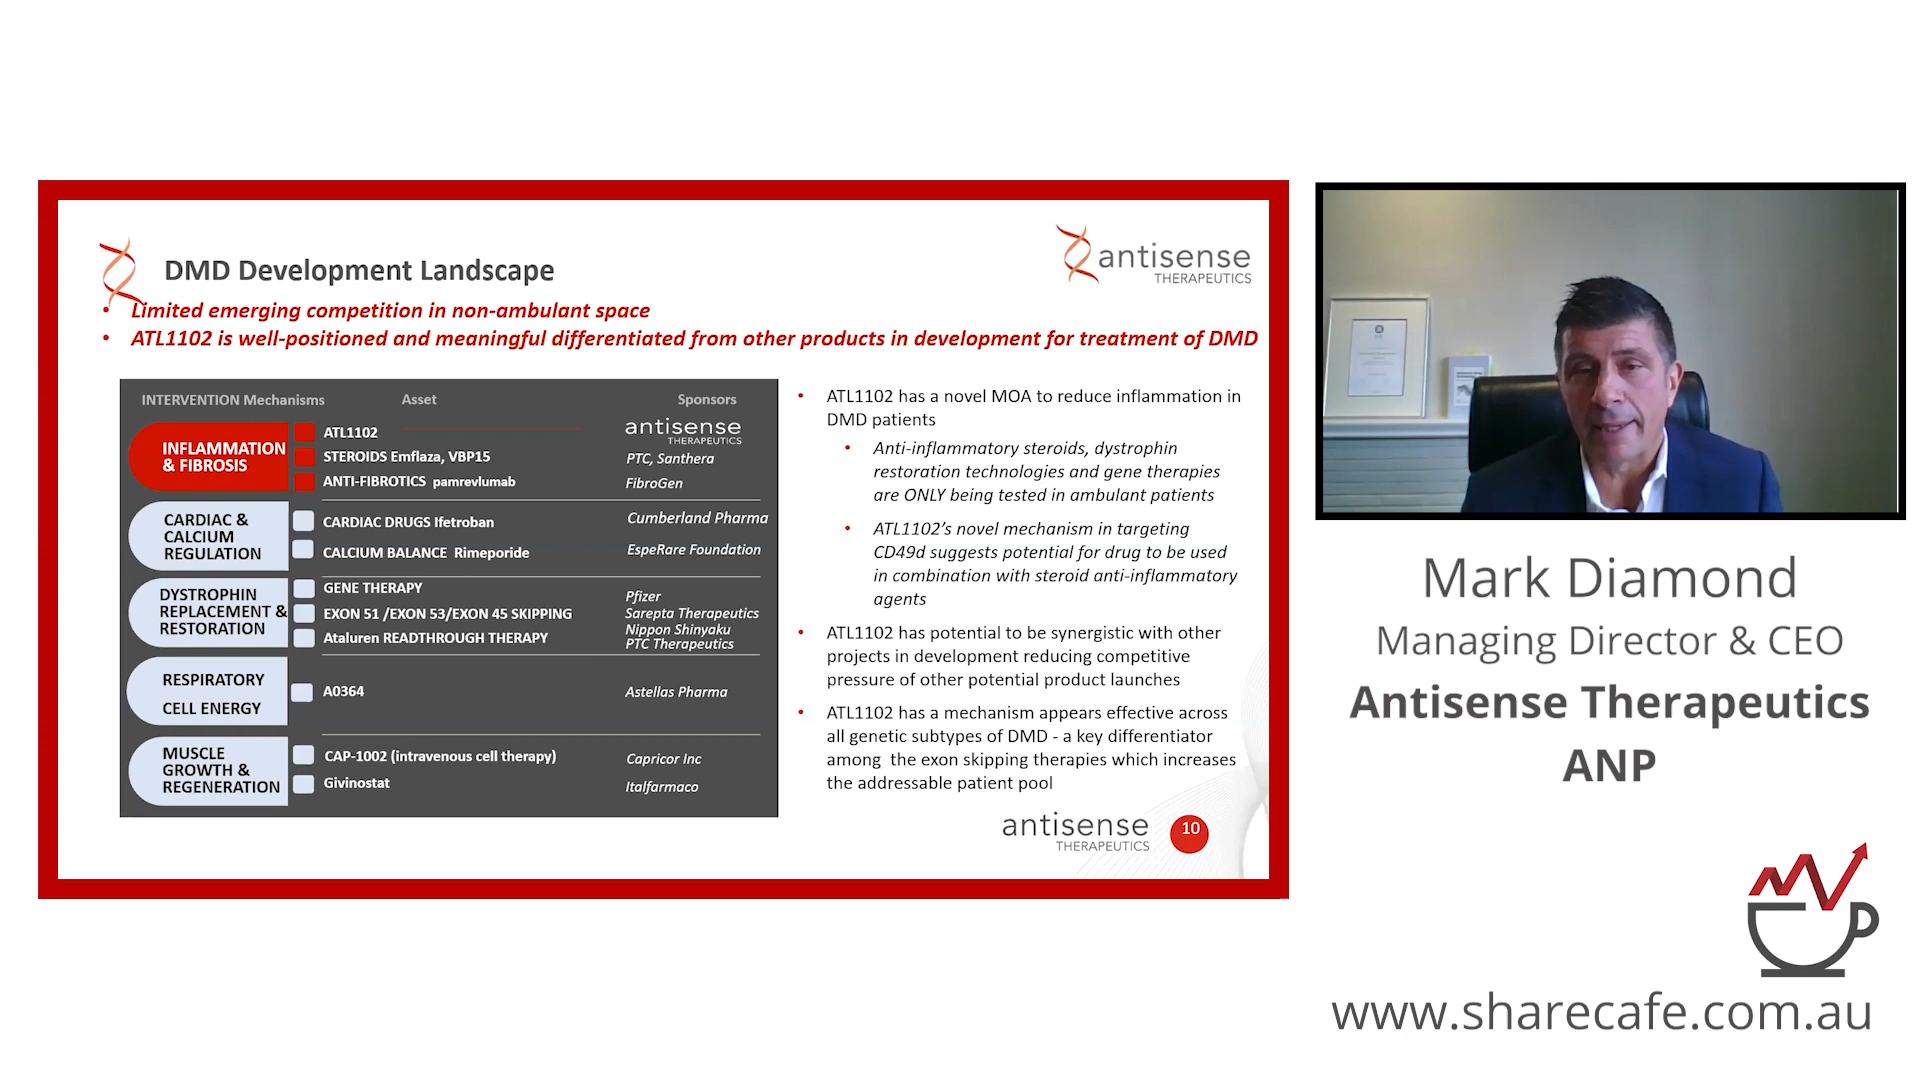 DMD Development Landscape
antisense
THERAPEUTICS
• Limited emerging competition in non-ambulant space
• ATL1102 is well-positioned and meaningful differentiated from other products in development for treatment of DMD
INTERVENTION Mechanisms Asset Sponsors
INFLAMMATION
& FIBROSIS
ATL1102
antisense
THERAPEUTICS
STEROIDS Emflaza, VBP15 PTC, Santhera
ANTI-FIBROTICS pamrevlumab FibroGen
CARDIAC &
CALCIUM
REGULATION
CARDIAC DRUGS Ifetroban Cumberland Pharma
CALCIUM BALANCE Rimeporide EspeRare Foundation
DYSTROPHIN
REPLACEMENT &
RESTORATION
GENE THERAPY
EXON 51 /EXON 53/EXON 45 SKIPPING
Ataluren READTHROUGH THERAPY
Pfizer
Sarepta Therapeutics
Nippon Shinyaku
PTC Therapeutics
RESPIRATORY
CELL ENERGY
A0364 Astellas Pharma
MUSCLE
GROWTH &
REGENERATION
CAP-1002 (intravenous cell therapy) Capricor Inc
Givinostat Italfarmaco
• ATL1102 has a novel MOA to reduce inflammation in
DMD patients
• Anti-inflammatory steroids, dystrophin
restoration technologies and gene therapies
are ONLY being tested in ambulant patients
• ATL1102’s novel mechanism in targeting
CD49d suggests potential for drug to be used
in combination with steroid anti-inflammatory
agents
• ATL1102 has potential to be synergistic with other
projects in development reducing competitive
pressure of other potential product launches
• ATL1102 has a mechanism appears effective across
all genetic subtypes of DMD - a key differentiator
among the exon skipping therapies which increases
the addressable patient pool
antisense
THERAPEUTICS
10
Mark Diamond
Managing Director & CEO
Antisense Therapeutics
ANP
www.sharecafe.com.au